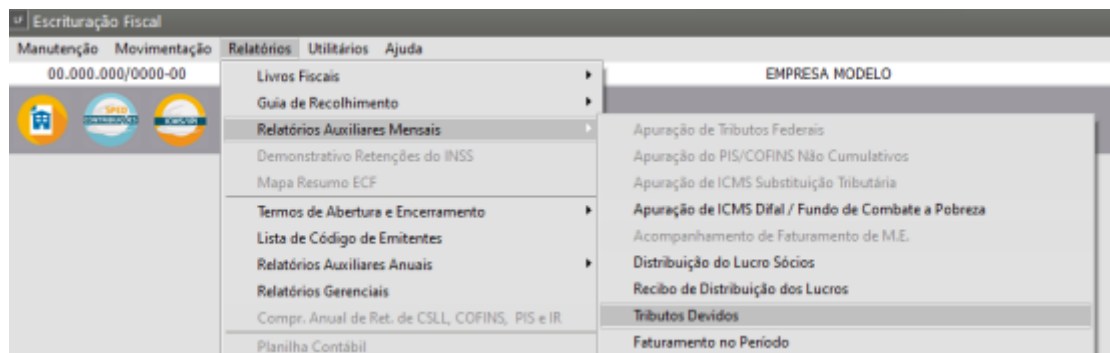 LF Escrituração Fiscal
Manutenção Movimentação Relatórios Utilitários Ajuda
00.000.000/0000-00
EMPRESA MODELO
Livros Fiscais
Guia de Recolhimento
Relatórios Auxiliares Mensais
Demonstrativo Retenções do INSS
Mapa Resumo ECF
Termos de Abertura e Encerramento
Lista de Código de Emitentes
Relatórios Auxiliares Anuais
Relatórios Gerenciais
Compr. Anual de Ret. de CSLL, COFINS, PIS e IR
Planilha Contábil
SPED
CONTRIBUIÇÕES
ICMS/IPI
Apuração de Tributos Federais
Apuração do PIS/COFINS Não Cumulativos
Apuração de ICMS Substituição Tributária
Apuração de ICMS Difal / Fundo de Combate a Pobreza
Acompanhamento de Faturamento de M.E.
Distribuição do Lucro Sócios
Recibo de Distribuição dos Lucros
Tributos Devidos
Faturamento no Período